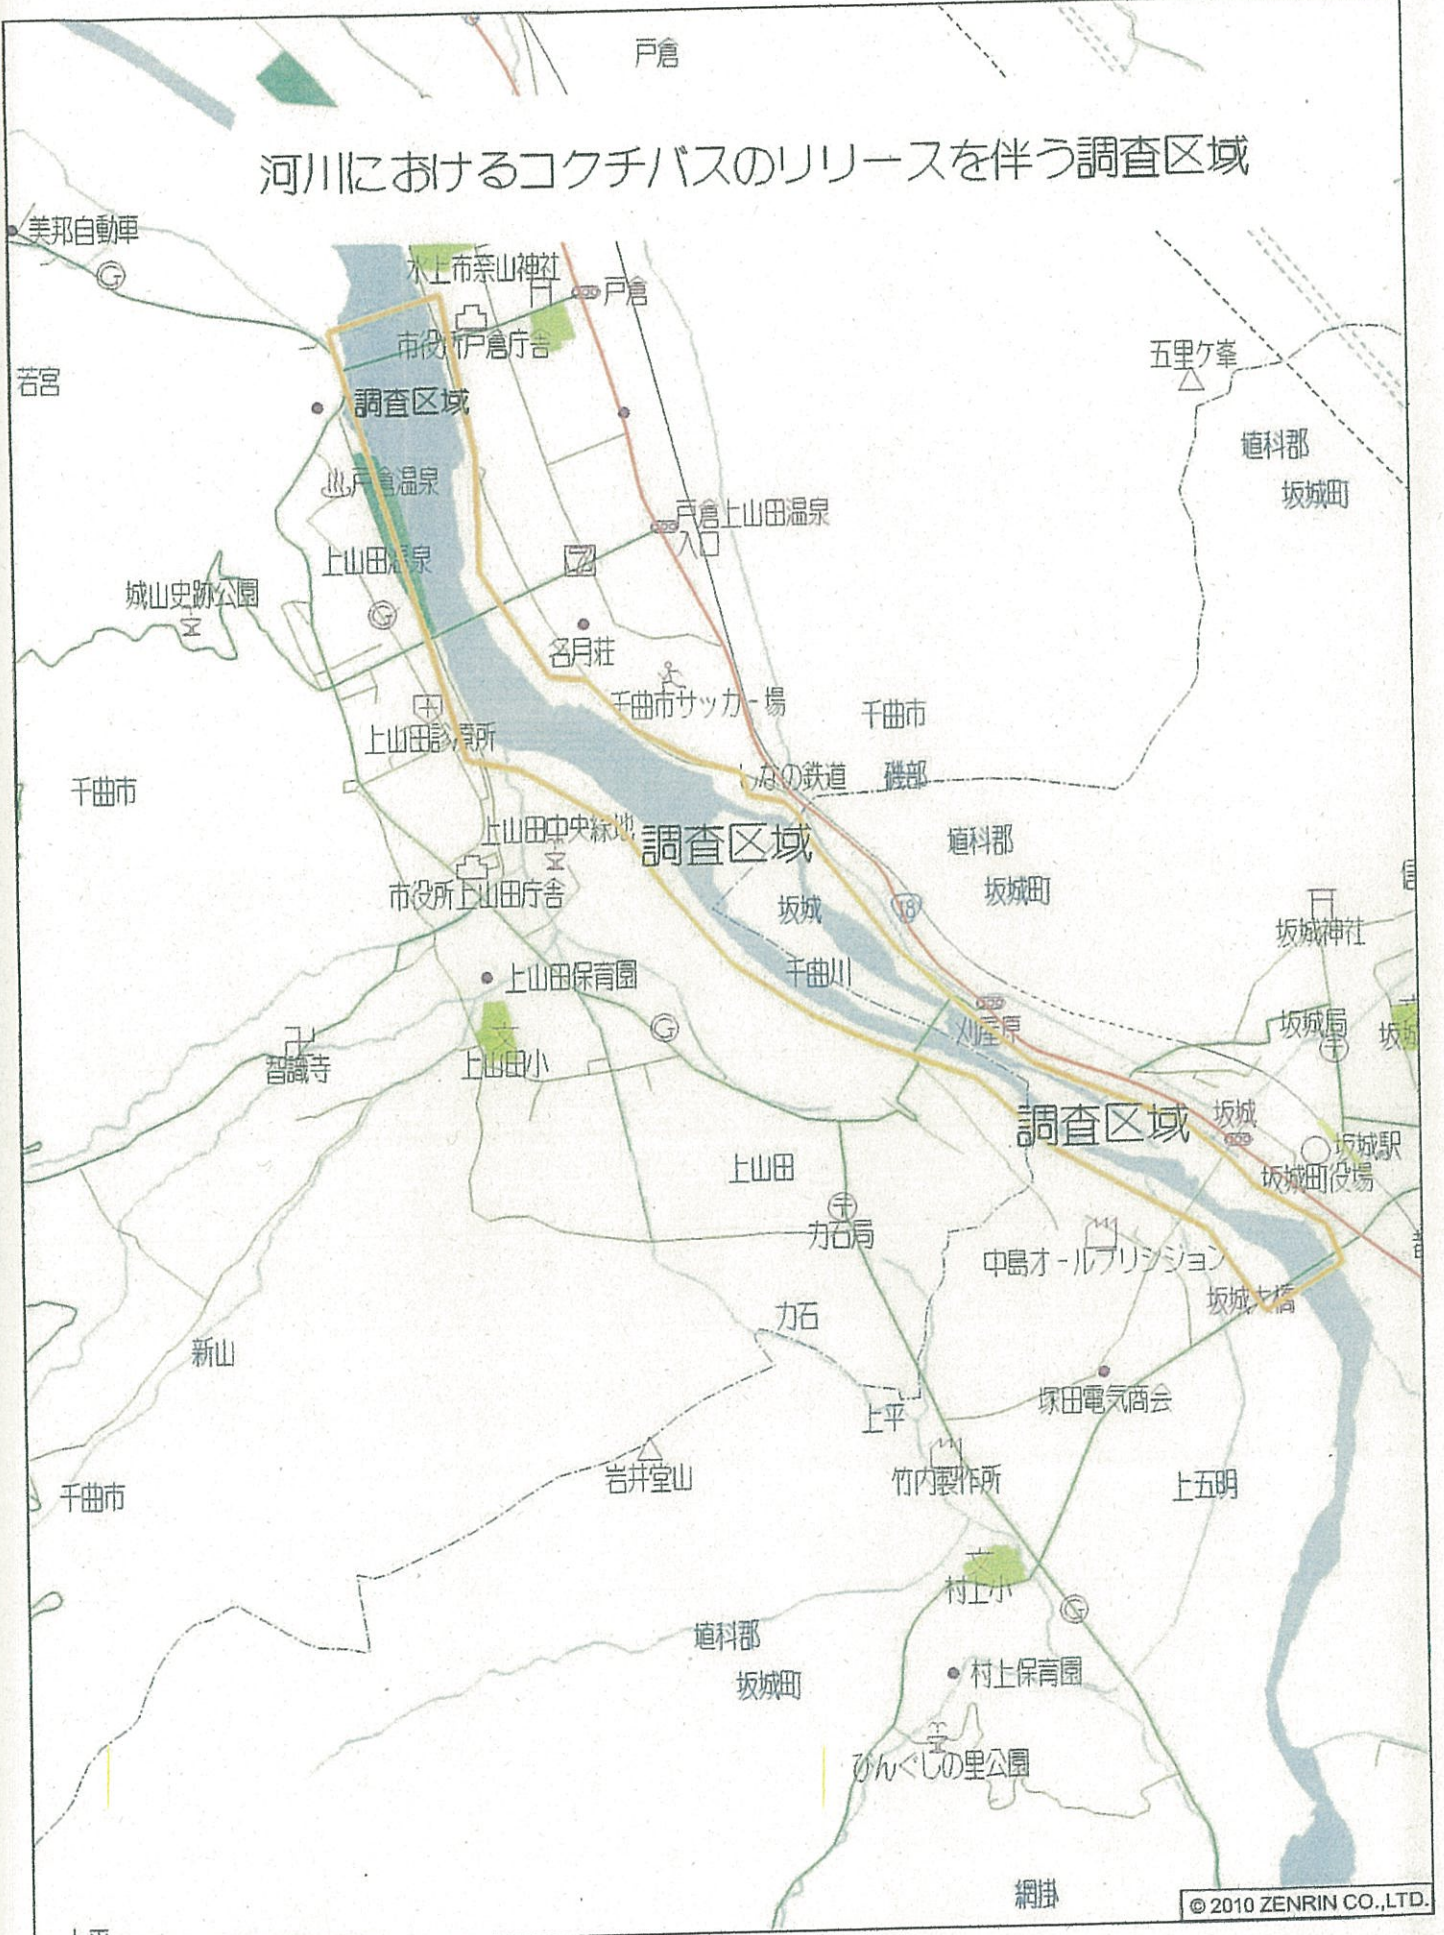 戸倉
河川におけるコクチバスのリリースを伴う調査区域
美邦自動車
水上布奈山神社
戸倉
市役所戸倉庁舎
五里ケ峯
若宮
調査区域
埴科郡
坂城町
戸倉温泉
戸倉上山田温泉
入口
上山田温泉
城山史跡公園
名月荘
千曲市サッカー場
千曲市
上山田診療所
しなの鉄道
磯部
千曲市
上山田中央緑地
調査区域
埴科郡
坂城町
市役所上山田庁舎
坂城
18
坂城神社
千曲川
上山田保育園
刈屋原
坂城局
智識寺
上山田小
調査区域
坂城
坂城駅
坂城町役場
上山田
力石局
中島オールプリシジョン
坂城大橋
力石
新山
塚田電気商会
上平
岩井堂山
竹内製作所
上五明
千曲市
村上小
埴科郡
坂城町
村上保育園
びんぐしの里公園
網掛
© 2010 ZENRIN CO.,LTD.